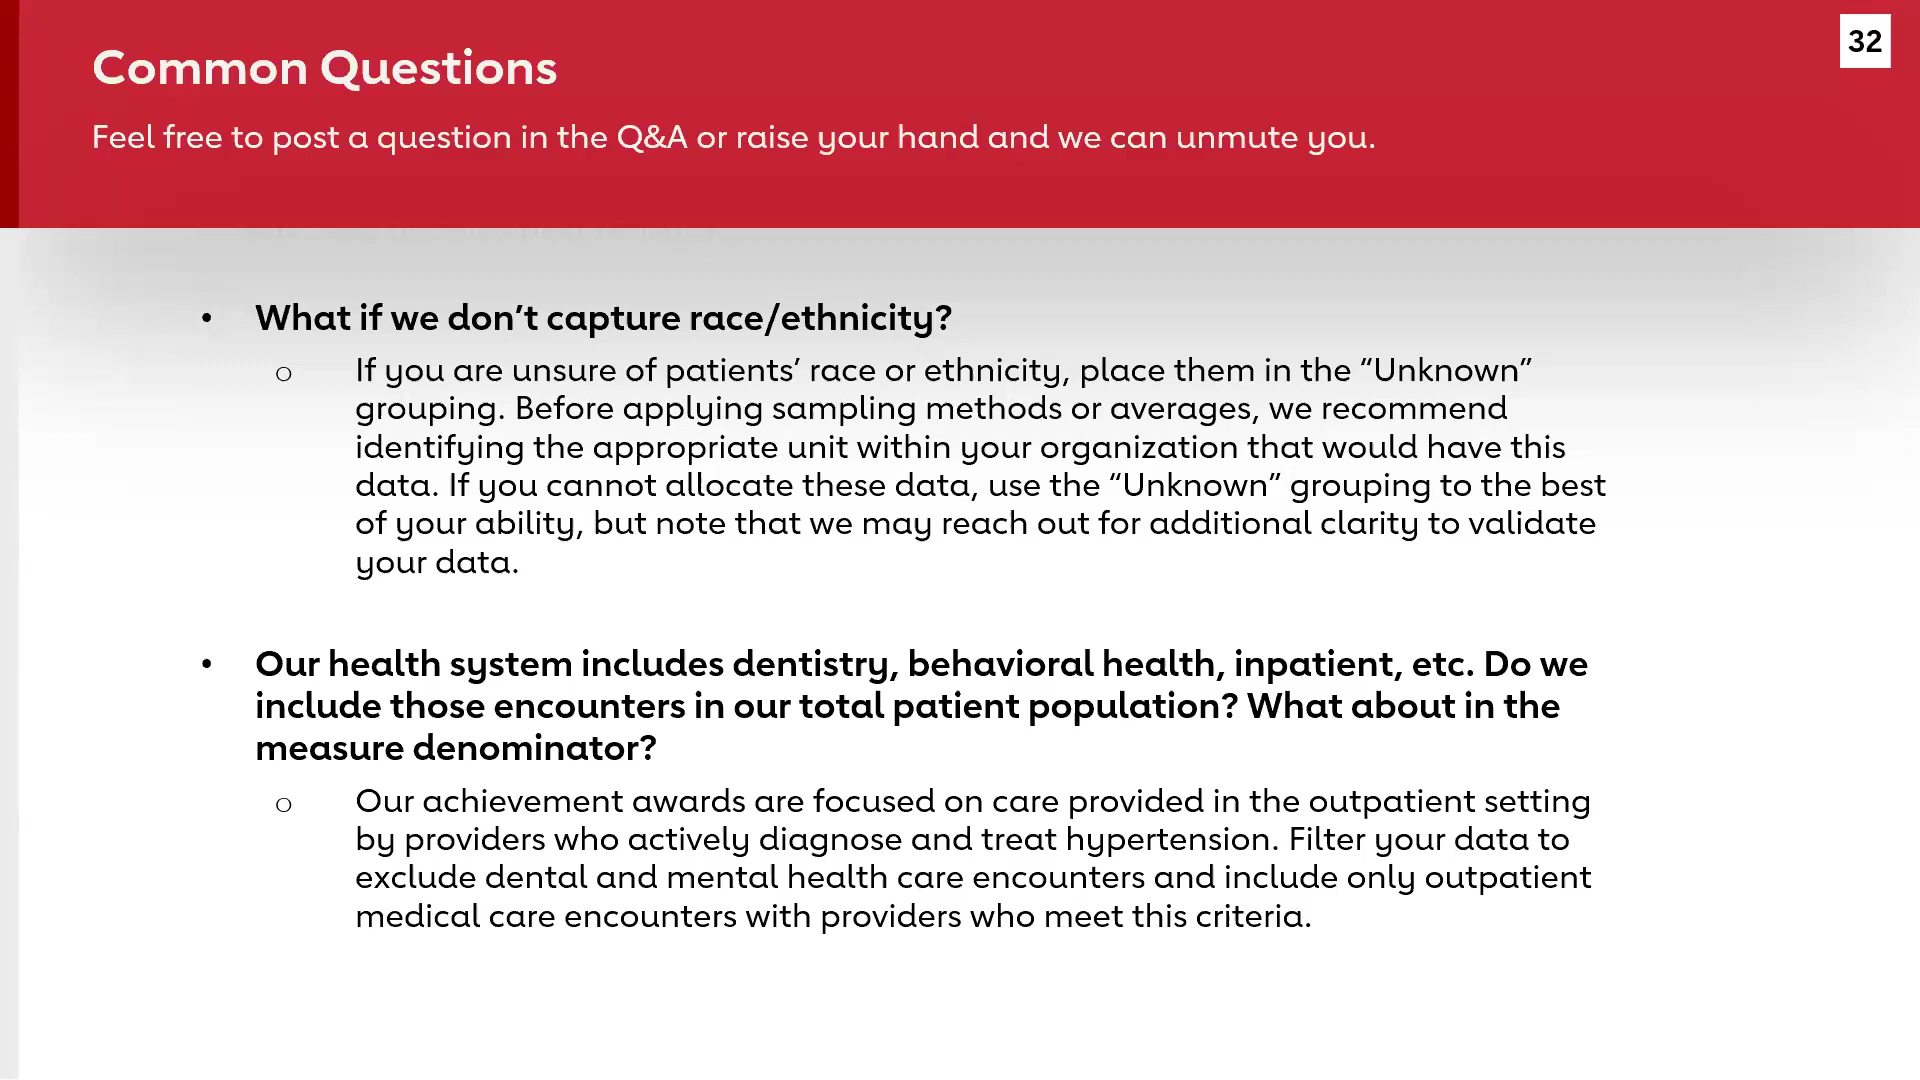 32
Common Questions
Feel free to post a question in the Q&A or raise your hand and we can unmute you.
• What if we don’t capture race/ethnicity?
o If you are unsure of patients’ race or ethnicity, place them in the “Unknown”
grouping. Before applying sampling methods or averages, we recommend
identifying the appropriate unit within your organization that would have this
data. If you cannot allocate these data, use the “Unknown” grouping to the best
of your ability, but note that we may reach out for additional clarity to validate
your data.
• Our health system includes dentistry, behavioral health, inpatient, etc. Do we
include those encounters in our total patient population? What about in the
measure denominator?
o Our achievement awards are focused on care provided in the outpatient setting
by providers who actively diagnose and treat hypertension. Filter your data to
exclude dental and mental health care encounters and include only outpatient
medical care encounters with providers who meet this criteria.